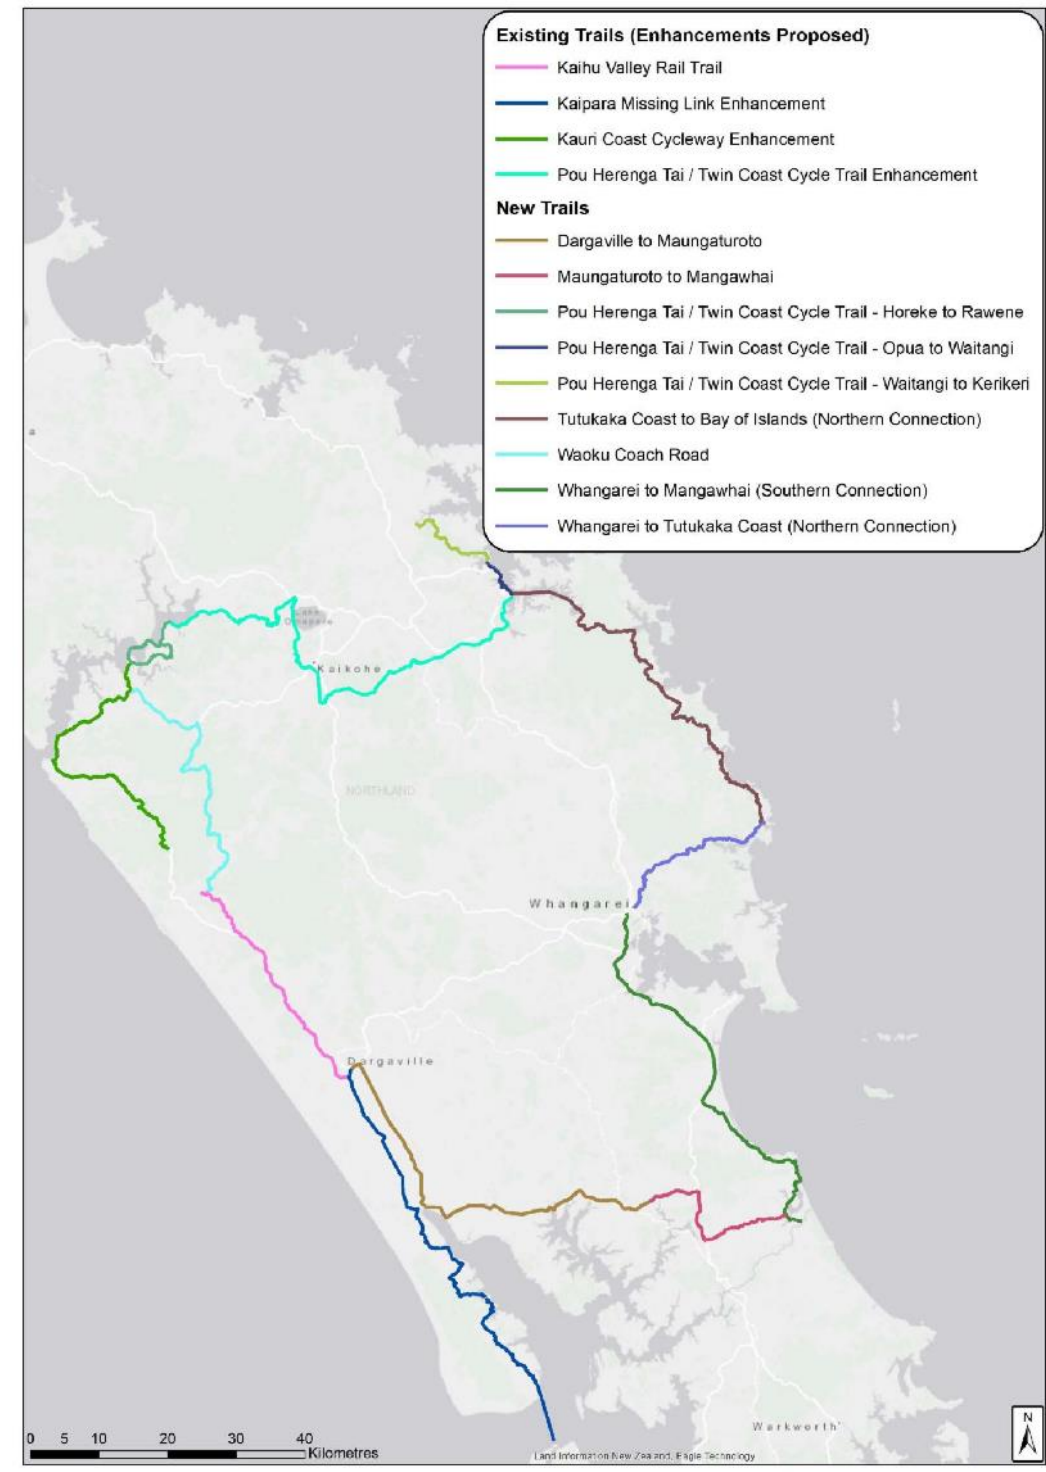 Existing Trails (Enhancements Proposed)
Kaihu Valley Rail Trail
Kaipara Missing Link Enhancement
Kauri Coast Cycleway Enhancement
Pou Herenga Tai / Twin Coast Cycle Trail Enhancement
New Trails
Dargaville to Maungaturoto
Maungaturoto to Mangawhai
Pou Herenga Tai / Twin Coast Cycle Trail - Horeke to Rawene
Pou Herenga Tai / Twin Coast Cycle Trail - Opua to Waitangi
Pou Herenga Tai / Twin Coast Cycle Trail - Waitangi to Kerikeri
Tutukaka Coast to Bay of Islands (Northern Connection)
Waoku Coach Road
Whangarei to Mangawhai (Southern Connection)
Whangarei to Tutukaka Coast (Northern Connection)
a
Lake
Omapere
Kaikohe
NORTHLAND
Whangarei
Dargaville
Warkworth
N
0 5 10 20 30 40
Kilometres
Land Information New Zealand, Eagle Technology